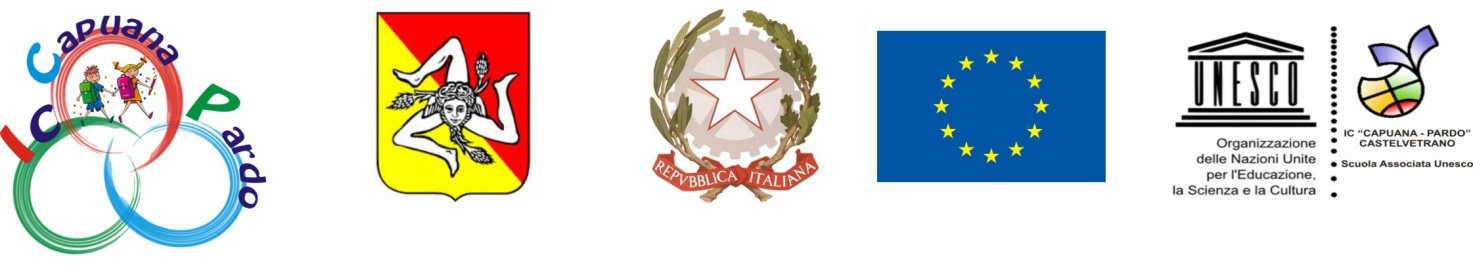 IC Capuana Pardo
REPVBBLICA ITALIANA
UNESCO
Organizzazione
delle Nazioni Unite
per l'Educazione,
la Scienza e la Cultura
IC “CAPUANA - PARDO”
CASTELVETRANO
Scuola Associata Unesco